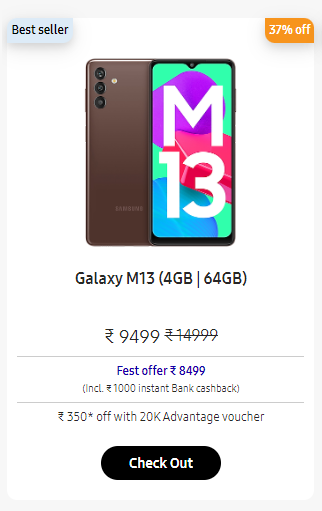 Best seller
37% off
M
13
SAMSUNG
Galaxy M13 (4GB | 64GB)
₹ 9499 ₹ 14999
Fest offer ₹ 8499
(Incl. ₹ 1000 instant Bank cashback)
₹ 350* off with 20K Advantage voucher
Check Out